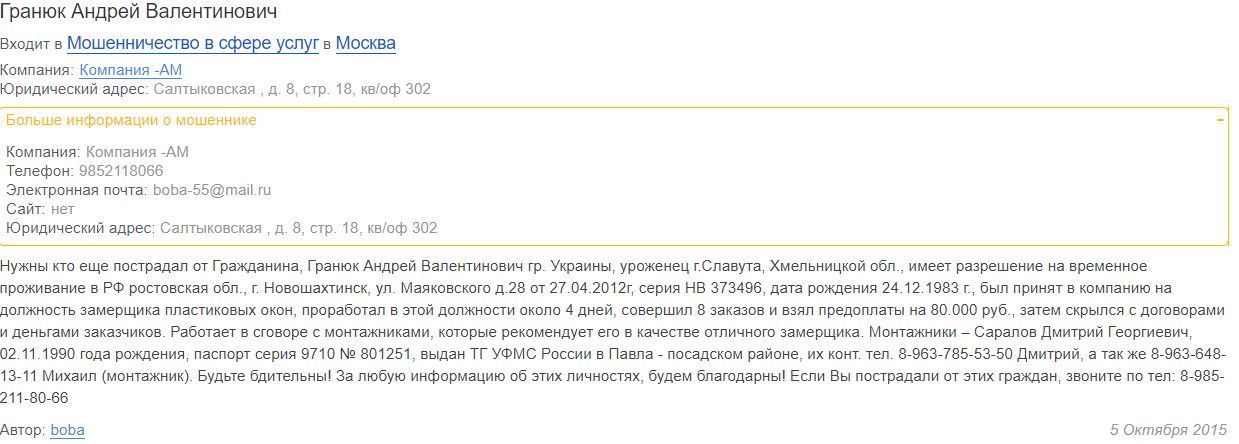 Гранюк Андрей Валентинович
Входит в Мошенничество в сфере услуг в Москва
Компания: Компания -АМ
Юридический адрес: Салтыковская , д. 8, стр. 18, кв/оф 302
Больше информации о мошеннике -
Компания: Компания -АМ
Телефон: 9852118066
Электронная почта: boba-55@mail.ru
Сайт: нет
Юридический адрес: Салтыковская , д. 8, стр. 18, кв/оф 302
Нужны кто еще пострадал от Гражданина, Гранюк Андрей Валентинович гр. Украины, уроженец г.Славута, Хмельницкой обл., имеет разрешение на временное
проживание в РФ ростовская обл., г. Новошахтинск, ул. Маяковского д.28 от 27.04.2012г, серия НВ 373496, дата рождения 24.12.1983 г., был принят в компанию на
должность замерщика пластиковых окон, проработал в этой должности около 4 дней, совершил 8 заказов и взял предоплаты на 80.000 руб., затем скрылся с договорами
и деньгами заказчиков. Работает в сговоре с монтажниками, которые рекомендует его в качестве отличного замерщика. Монтажники – Саралов Дмитрий Георгиевич,
02.11.1990 года рождения, паспорт серия 9710 № 801251, выдан ТГ УФМС России в Павла - посадском районе, их конт. тел. 8-963-785-53-50 Дмитрий, а так же 8-963-648-
13-11 Михаил (монтажник). Будьте бдительны! За любую информацию об этих личностях, будем благодарны! Если Вы пострадали от этих граждан, звоните по тел: 8-985-
211-80-66
Автор: boba 5 Октября 2015